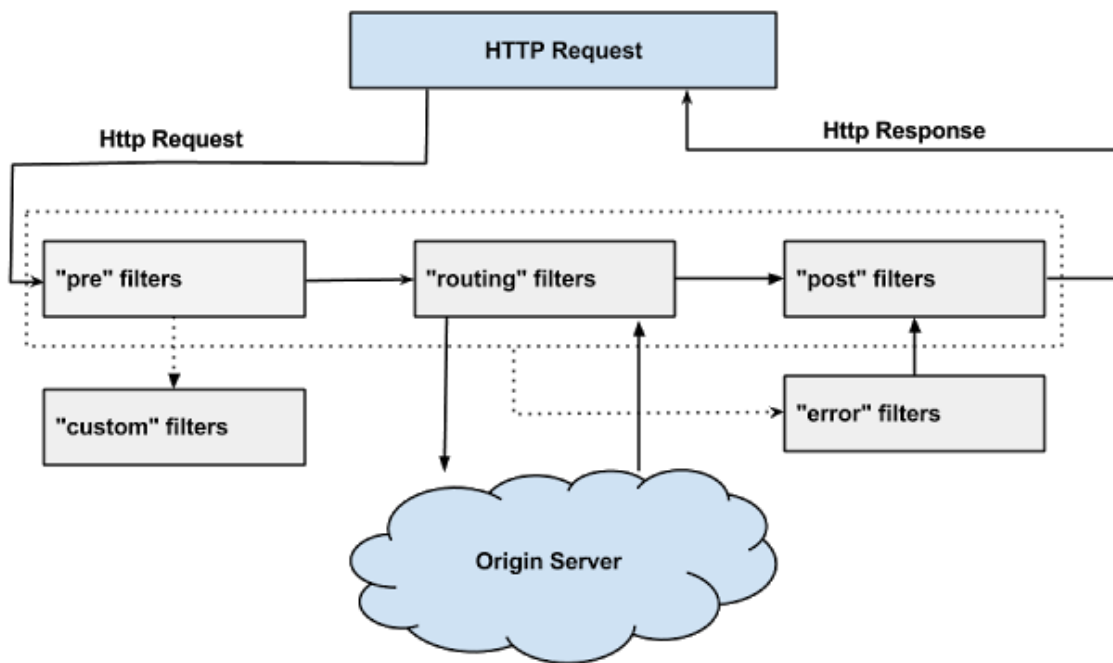 HTTP Request
Http Request
Http Response
"pre" filters
"routing" filters
"post" filters
"custom" filters
"error" filters
Origin Server